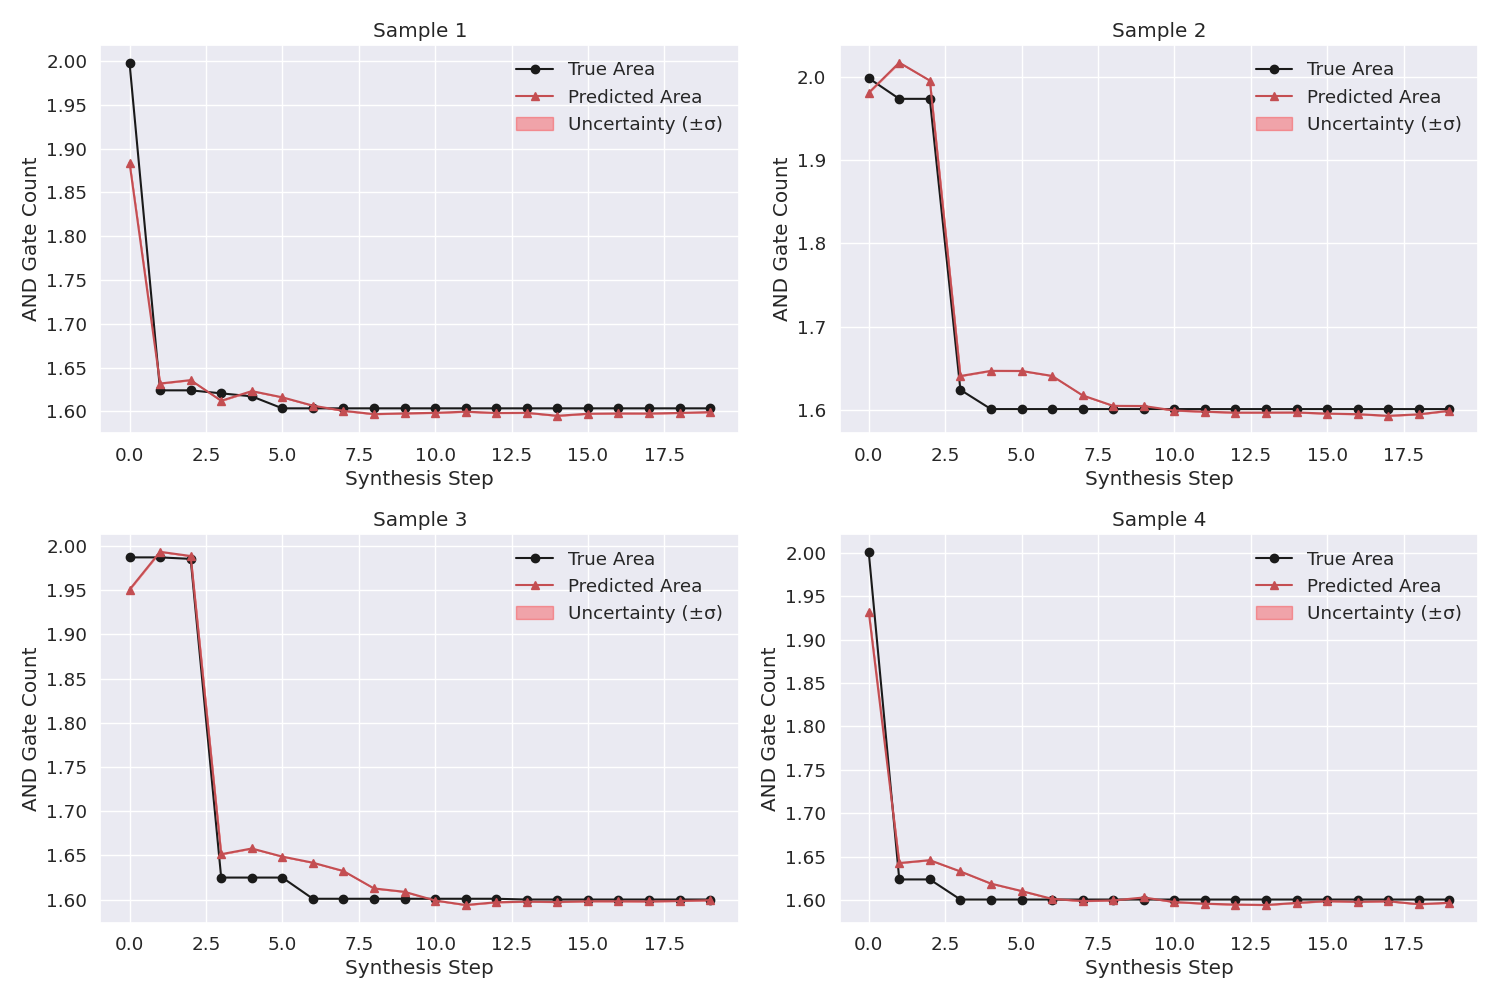 Sample 1
AND Gate Count
2.00
1.95
1.90
1.85
1.80
1.75
1.70
1.65
1.60
True Area
Predicted Area
Uncertainty (±σ)
0.0 2.5 5.0 7.5 10.0 12.5 15.0 17.5
Synthesis Step
Sample 2
AND Gate Count
2.0
1.9
1.8
1.7
1.6
True Area
Predicted Area
Uncertainty (±σ)
0.0 2.5 5.0 7.5 10.0 12.5 15.0 17.5
Synthesis Step
Sample 3
AND Gate Count
2.00
1.95
1.90
1.85
1.80
1.75
1.70
1.65
1.60
True Area
Predicted Area
Uncertainty (±σ)
0.0 2.5 5.0 7.5 10.0 12.5 15.0 17.5
Synthesis Step
Sample 4
AND Gate Count
2.00
1.95
1.90
1.85
1.80
1.75
1.70
1.65
1.60
True Area
Predicted Area
Uncertainty (±σ)
0.0 2.5 5.0 7.5 10.0 12.5 15.0 17.5
Synthesis Step